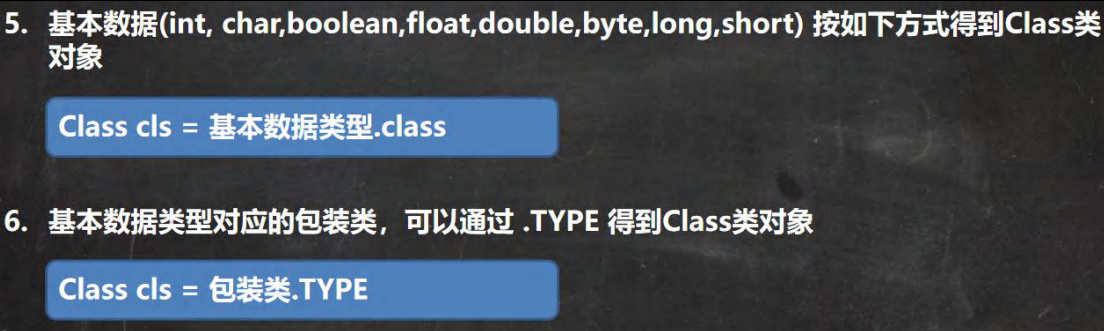 5. 基本数据(int, char,boolean,float,double,byte,long,short) 按如下方式得到Class类
对象
Class cls = 基本数据类型.class
6. 基本数据类型对应的包装类，可以通过 .TYPE 得到Class类对象
Class cls = 包装类.TYPE